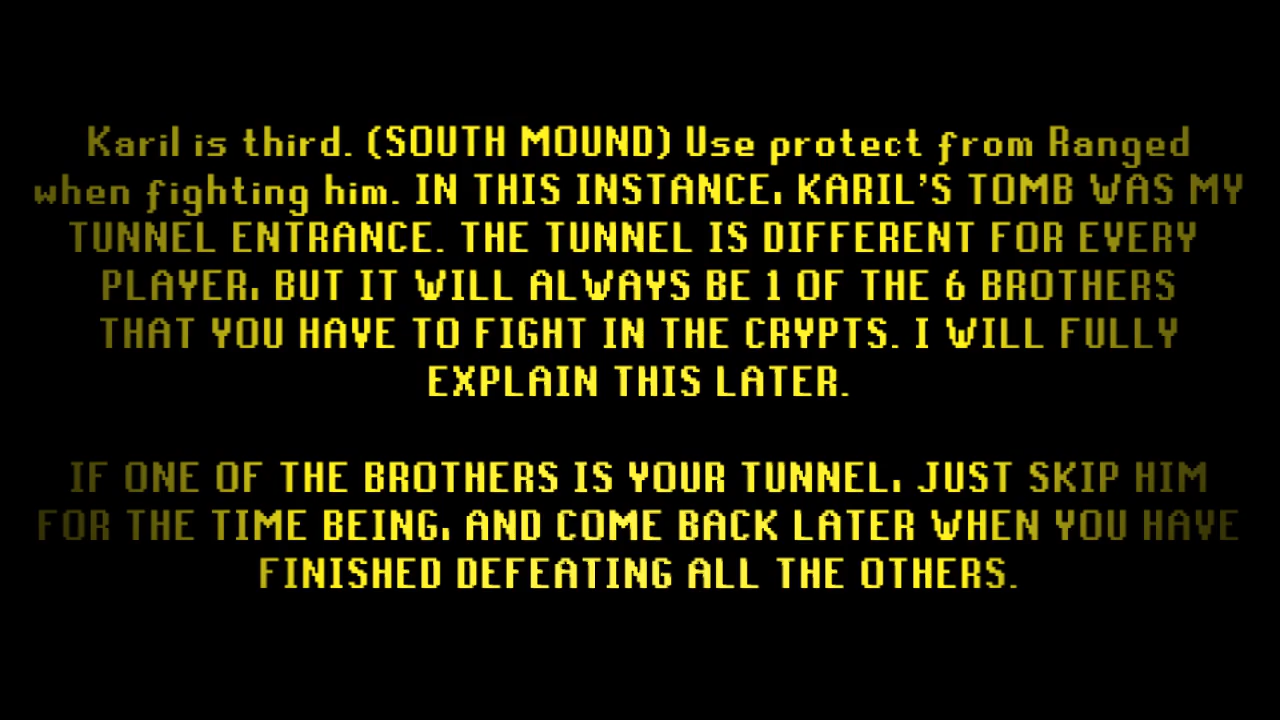 Karil is third. (SOUTH MOUND) Use protect from Ranged
when fighting him. IN THIS INSTANCE, KARIL'S TOMB WAS MY
TUNNEL ENTRANCE. THE TUNNEL IS DIFFERENT FOR EVERY
PLAYER, BUT IT WILL ALWAYS BE 1 OF THE 6 BROTHERS
THAT YOU HAVE TO FIGHT IN THE CRYPTS. I WILL FULLY
EXPLAIN THIS LATER.
IF ONE OF THE BROTHERS IS YOUR TUNNEL, JUST SKIP HIM
FOR THE TIME BEING, AND COME BACK LATER WHEN YOU HAVE
FINISHED DEFEATING ALL THE OTHERS.